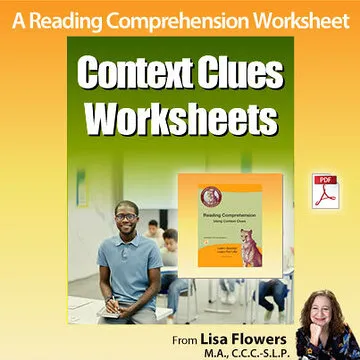 A Reading Comprehension Worksheet
Context Clues
Worksheets
Reading Comprehension
Using Context Clues
PDF
From Lisa Flowers
M.A., C.C.C.-S.L.P.